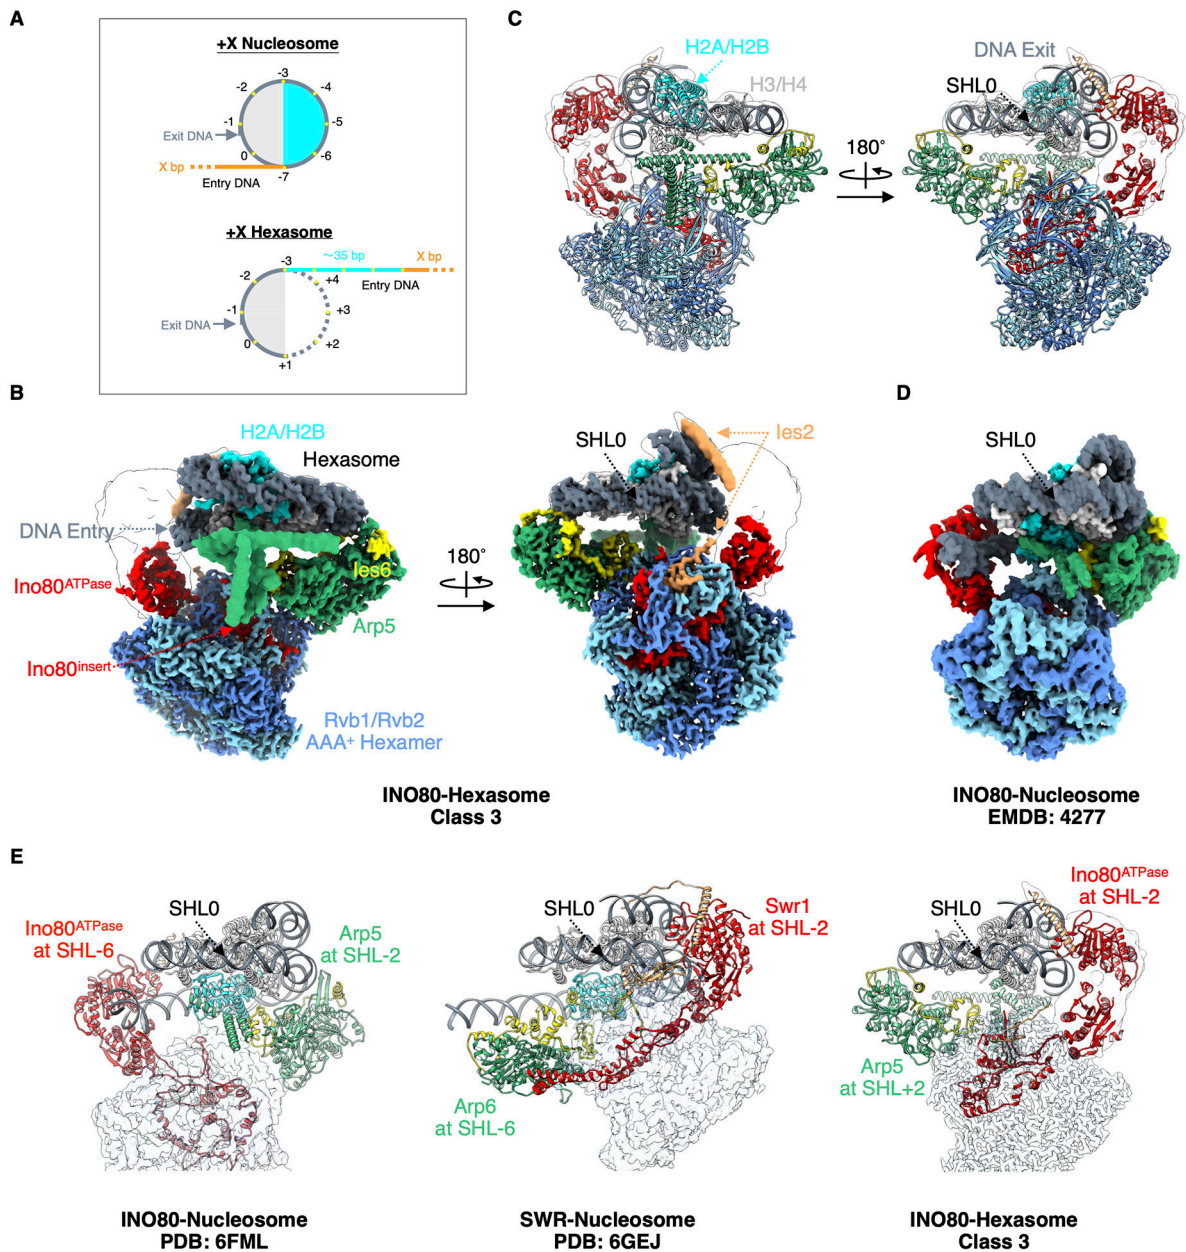 A
+X Nucleosome
-3
-2
-4
-1
-5
Exit DNA
0
-6
X bp
-7
Entry DNA
+X Hexasome
~35 bp
X bp
-3
-2
+4
Entry DNA
-1
+3
Exit DNA
0
+2
+1
C
H2A/H2B
H3/H4
DNA Exit
SHL0
180°
B
H2A/H2B
Hexasome
DNA Entry
Ino80ATPase
Ies6
Arp5
Ino80insert
Rvb1/Rvb2
AAA+ Hexamer
180°
SHL0
Ies2
INO80-Hexasome
Class 3
D
SHL0
INO80-Nucleosome
EMDB: 4277
E
Ino80ATPase
at SHL-6
SHL0
Arp5
at SHL-2
INO80-Nucleosome
PDB: 6FML
SHL0
Swr1
at SHL-2
Arp6
at SHL-6
SWR-Nucleosome
PDB: 6GEJ
SHL0
Ino80ATPase
at SHL-2
Arp5
at SHL+2
INO80-Hexasome
Class 3